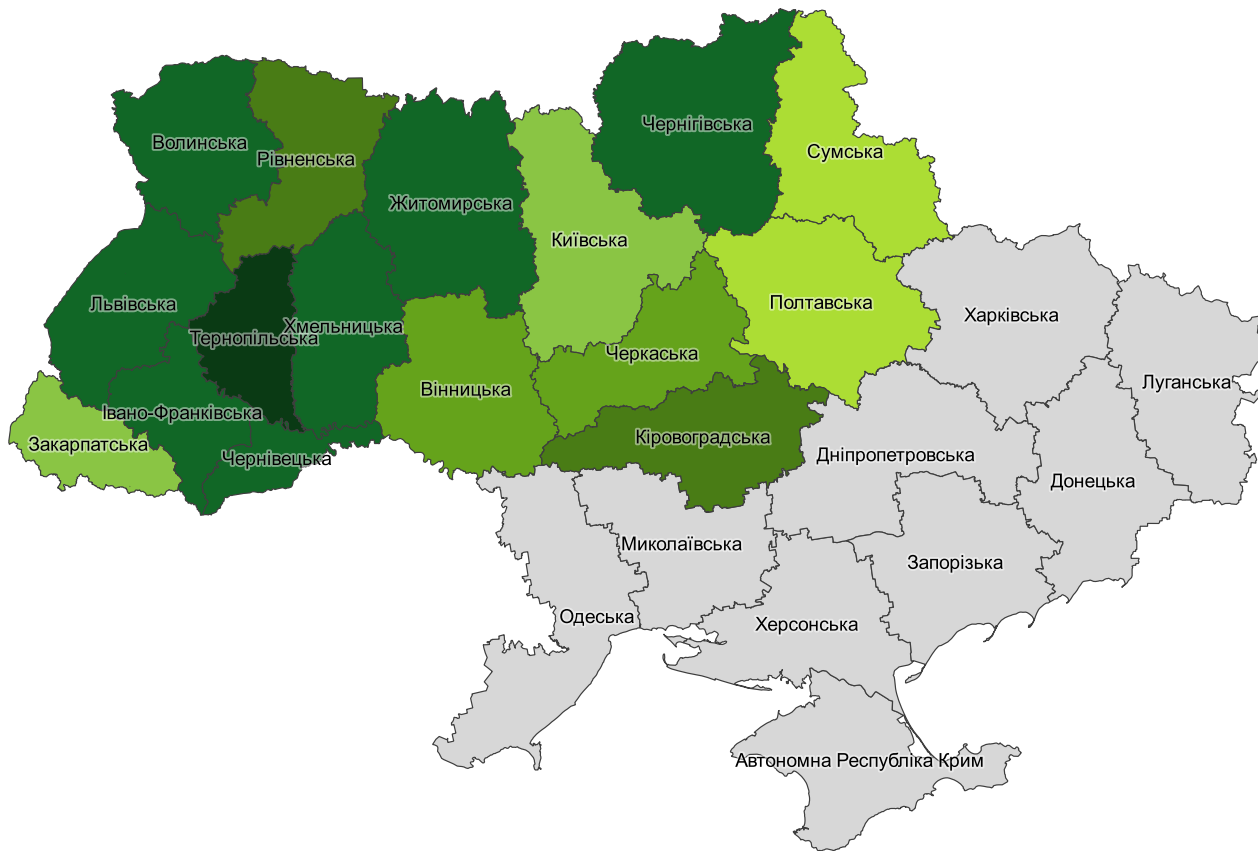 Чернігівська
Волинська
Сумська
Рівненська
Житомирська
Київська
Львівська
Полтавська
Харківська
Тернопільська
Хмельницька
Черкаська
Луганська
Вінницька
Івано-Франківська
Закарпатська
Кіровоградська
Чернівецька
Дніпропетровська
Донецька
Миколаївська
Запорізька
Одеська
Херсонська
Автономна Республіка Крим